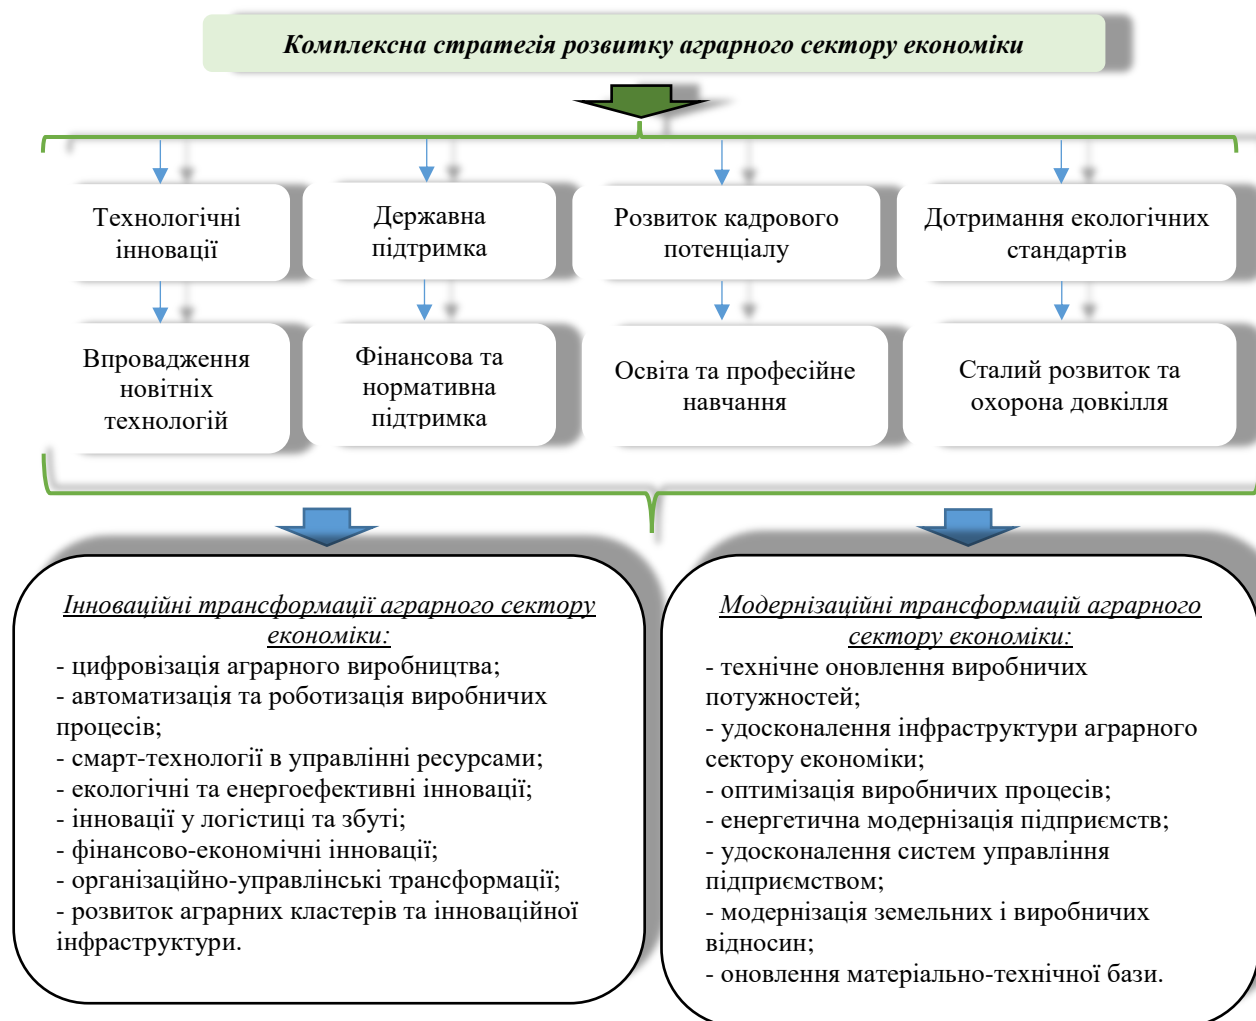 Комплексна стратегія розвитку аграрного сектору економіки
Технологічні
інновації
Державна
підтримка
Розвиток кадрового
потенціалу
Дотримання екологічних
стандартів
Впровадження
новітніх
технологій
Фінансова та
нормативна
підтримка
Освіта та професійне
навчання
Сталий розвиток та
охорона довкілля
Інноваційні трансформації аграрного сектору
економіки:
- цифровізація аграрного виробництва;
- автоматизація та роботизація виробничих
процесів;
- смарт-технології в управлінні ресурсами;
- екологічні та енергоефективні інновації;
- інновації у логістиці та збуті;
- фінансово-економічні інновації;
- організаційно-управлінські трансформації;
- розвиток аграрних кластерів та інноваційної
інфраструктури.
Модернізаційні трансформацій аграрного
сектору економіки:
- технічне оновлення виробничих
потужностей;
- удосконалення інфраструктури аграрного
сектору економіки;
- оптимізація виробничих процесів;
- енергетична модернізація підприємств;
- удосконалення систем управління
підприємством;
- модернізація земельних і виробничих
відносин;
- оновлення матеріально-технічної бази.